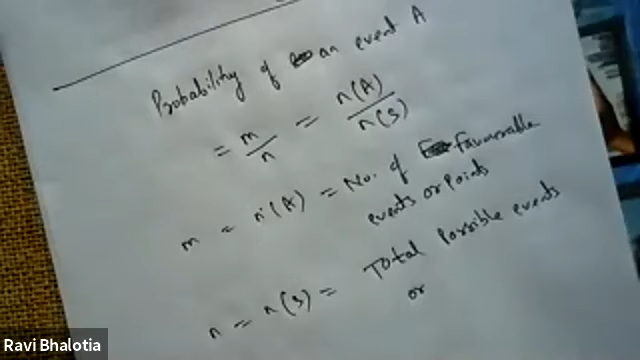 Probability of an event A
= m/n = n(A)/n(S)
m = n(A) = No. of Favourable
events or Points
n = n(S) = Total Possible events
or
Ravi Bhalotia